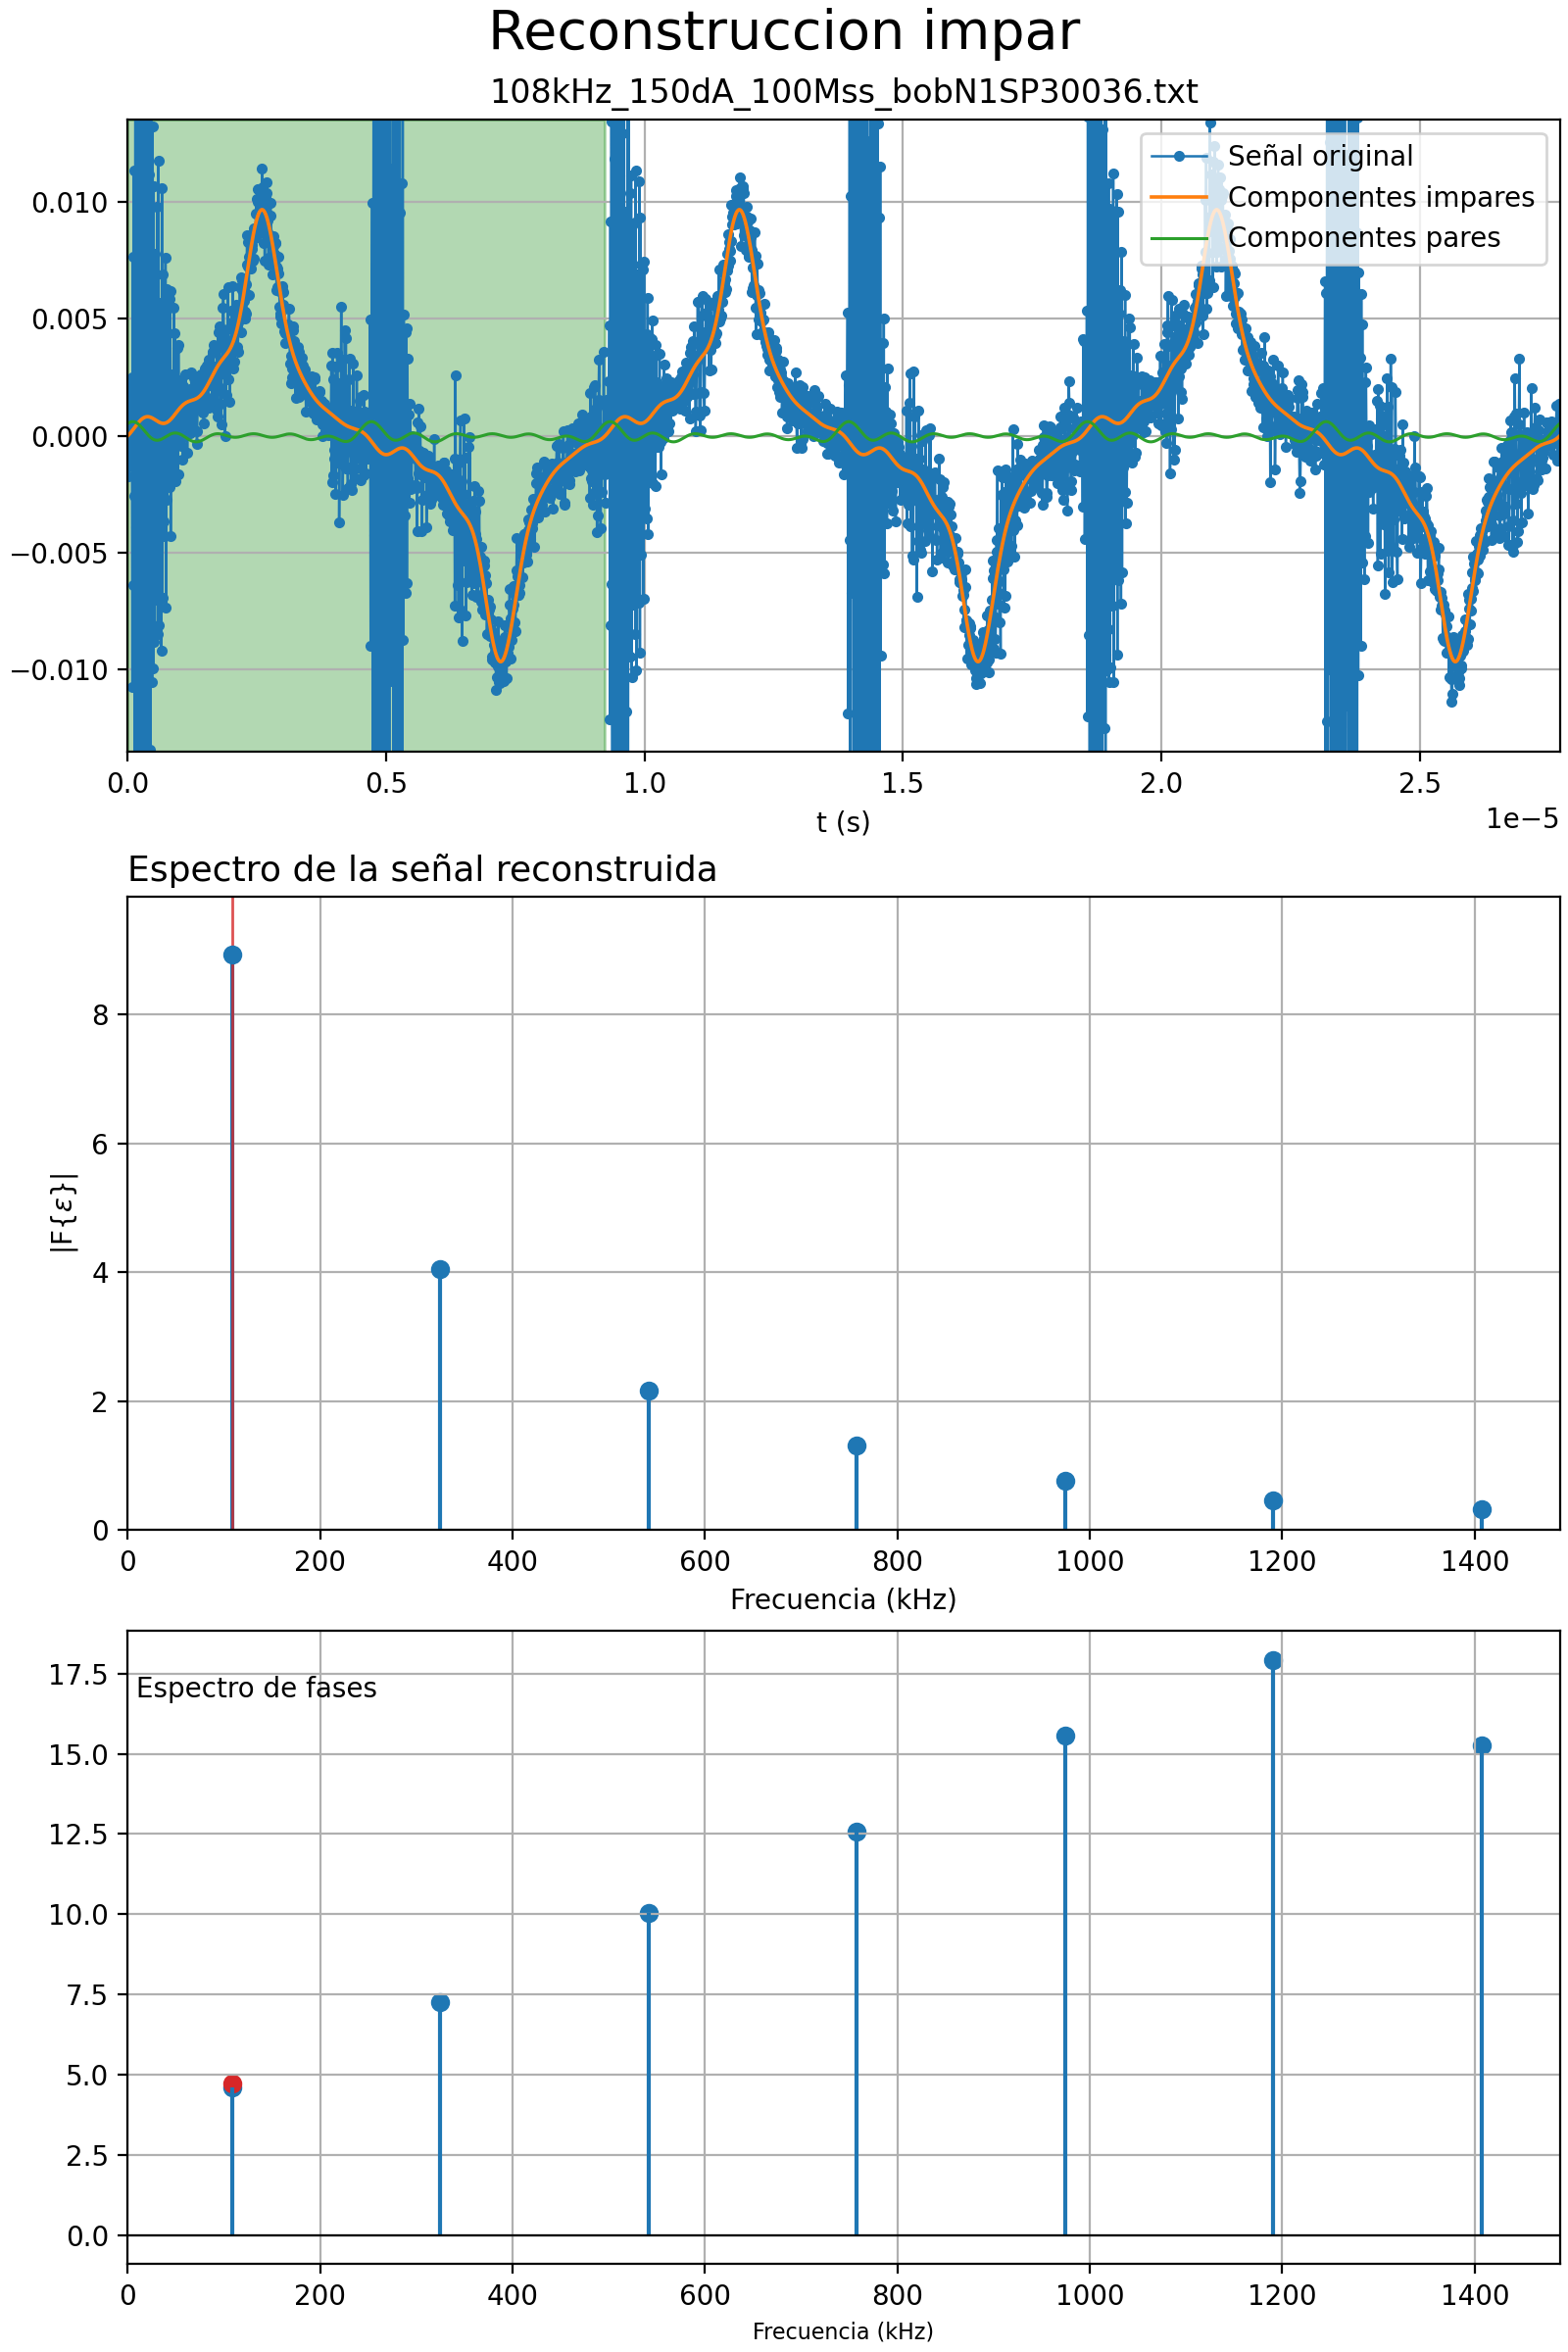 Reconstruccion impar
108kHz_150dA_100Mss_bobN1SP30036.txt
Señal original
Componentes impares
Componentes pares
0.010
0.005
0.000
−0.005
−0.010
0.0 0.5 1.0 1.5 2.0 2.5
1e−5
t (s)
Espectro de la señal reconstruida
|F{ε}|
8
6
4
2
0
0 200 400 600 800 1000 1200 1400
Frecuencia (kHz)
Espectro de fases
17.5
15.0
12.5
10.0
7.5
5.0
2.5
0.0
0 200 400 600 800 1000 1200 1400
Frecuencia (kHz)